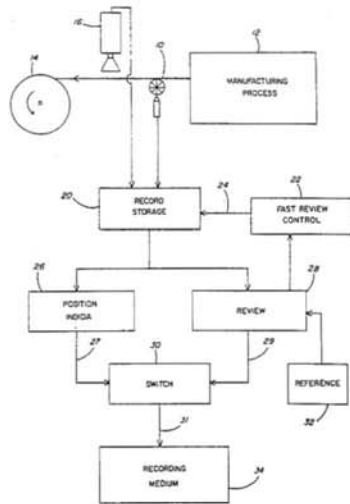 16
14
10
12
MANUFACTURING
PROCESS
20
RECORD
STORAGE
24
22
FAST REVIEW
CONTROL
26
POSITION
INDICIA
28
REVIEW
27
29
30
SWITCH
REFERENCE
32
31
RECORDING
MEDIUM
34